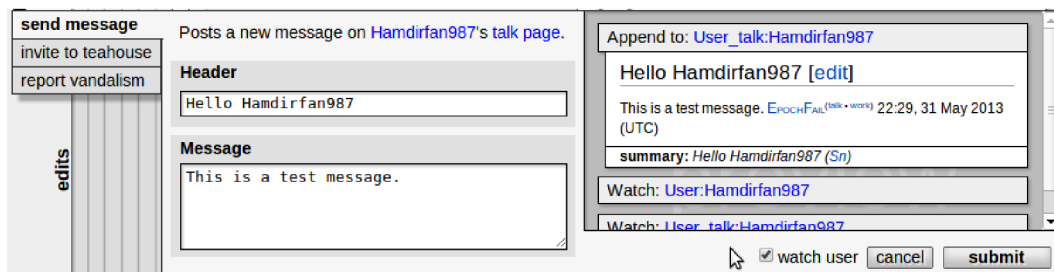 send message
invite to teahouse
report vandalism
edits
Posts a new message on Hamdirfan987's talk page.
Header
Hello Hamdirfan987
Message
This is a test message.
Append to: User_talk:Hamdirfan987
Hello Hamdirfan987 [edit]
This is a test message. EpochFail(talk • work) 22:29, 31 May 2013
(UTC)
summary: Hello Hamdirfan987 (Sn)
Watch: User:Hamdirfan987
Watch: User_talk:Hamdirfan987
watch user
cancel
submit